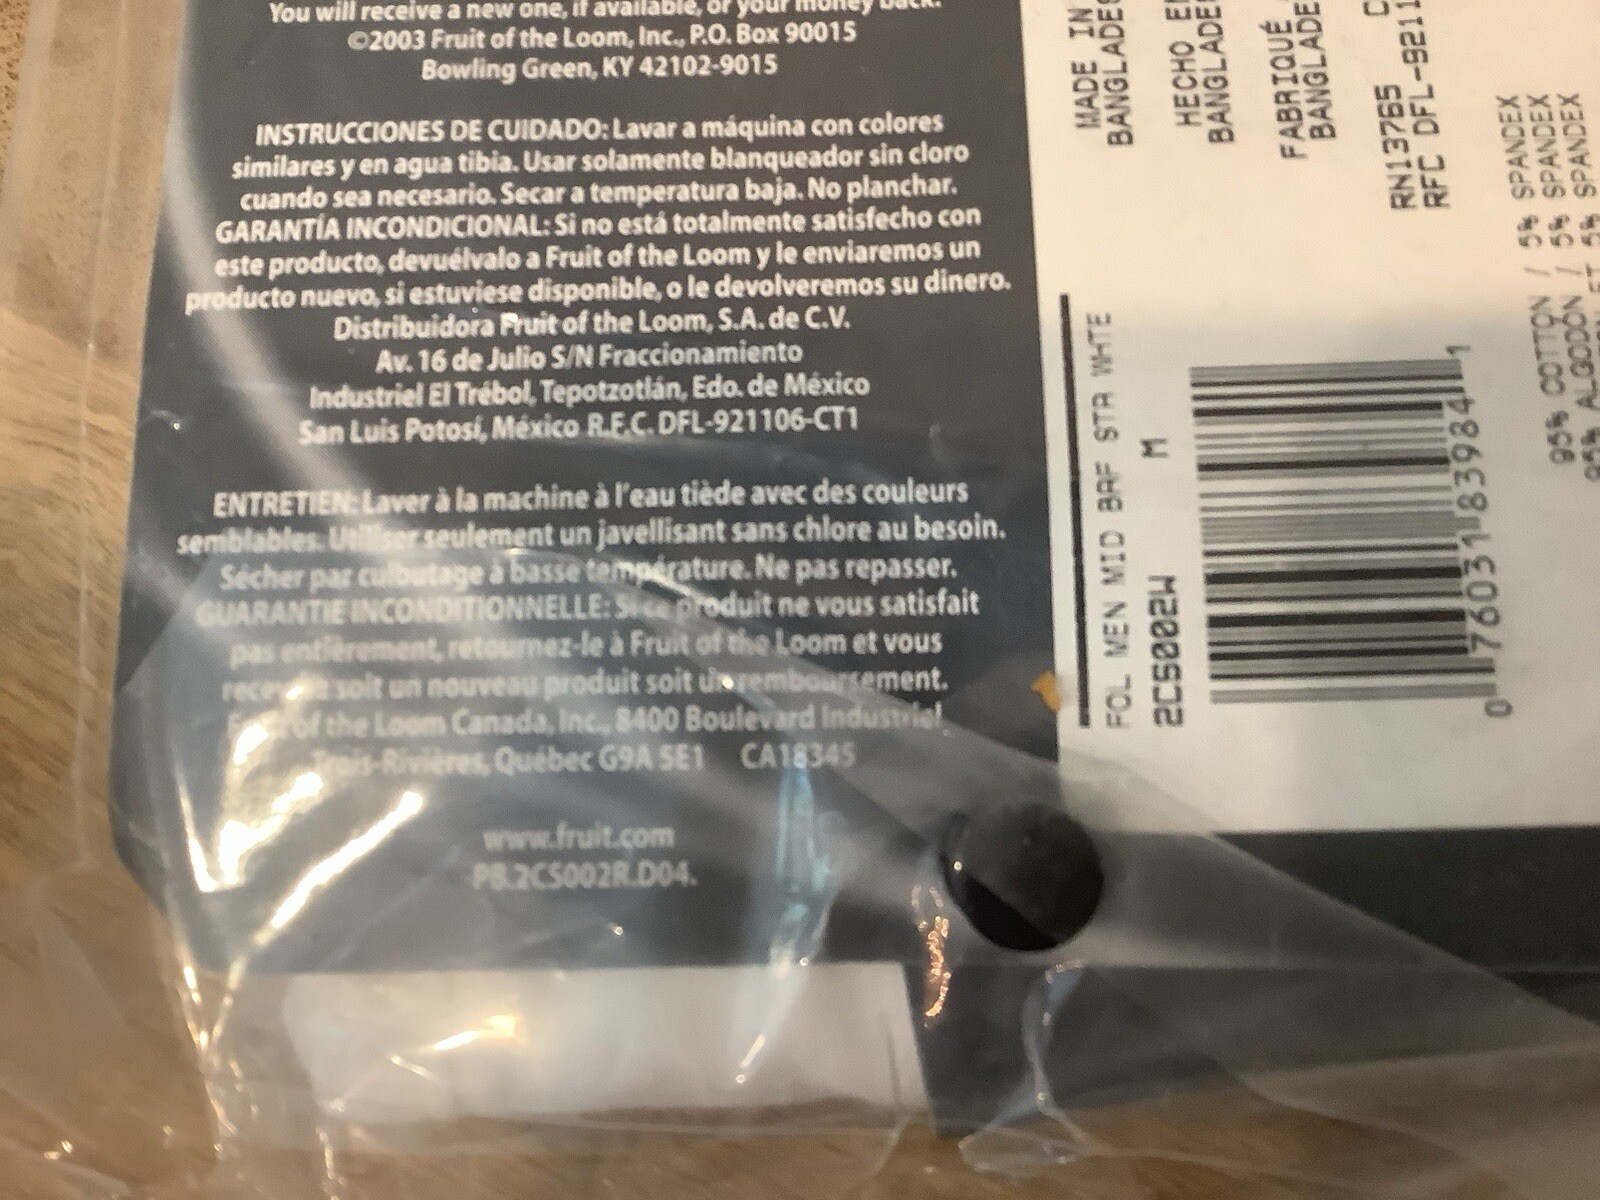 You will receive a new one, if available, or your money back.
©2003 Fruit of the Loom, Inc., P.O. Box 90015
Bowling Green, KY 42102-9015
INSTRUCCIONES DE CUIDADO: Lavar a máquina con colores
similares y en agua tibia. Usar solamente blanqueador sin cloro
cuando sea necesario. Secar a temperatura baja. No planchar.
GARANTÍA INCONDICIONAL: Si no está totalmente satisfecho con
este producto, devuélvalo a Fruit of the Loom y le enviaremos un
producto nuevo, si estuviese disponible, o le devolveremos su dinero.
Distribuidora Fruit of the Loom, S.A. de C.V.
Av. 16 de Julio S/N Fraccionamiento
Industriel El Trébol, Tepotzotlán, Edo. de México
San Luis Potosí, México R.F.C. DFL-921106-CT1
ENTRETIEN: Laver à la machine à l'eau tiède avec des couleurs
semblables. Utiliser seulement un javellisant sans chlore au besoin.
Sécher par culbutage à basse température. Ne pas repasser.
GUARANTIE INCONDITIONNELLE: Si ce produit ne vous satisfait
pas entièrement, retournez-le à Fruit of the Loom et vous
soit un nouveau produit soit un remboursement.
of the Loom Canada, Inc., 8400 Boulevard Industriel
Trois-Rivières, Québec G9A 5E1 CA18345
www.fruit.com
PB.2CS002R.D04.
MADE IN
BANGLADES
HECHO EN
BANGLADES
FABRIQUÉ
BANGLADE
RN13765 C
RFC DFL-9211
FOL MEN MID BRF STR WHTE
2CS002W M
0 76031 83984 1
95% COTTON / 5% SPANDEX
95% ALGODON / 5% SPANDEX
ET 5% SPANDEX